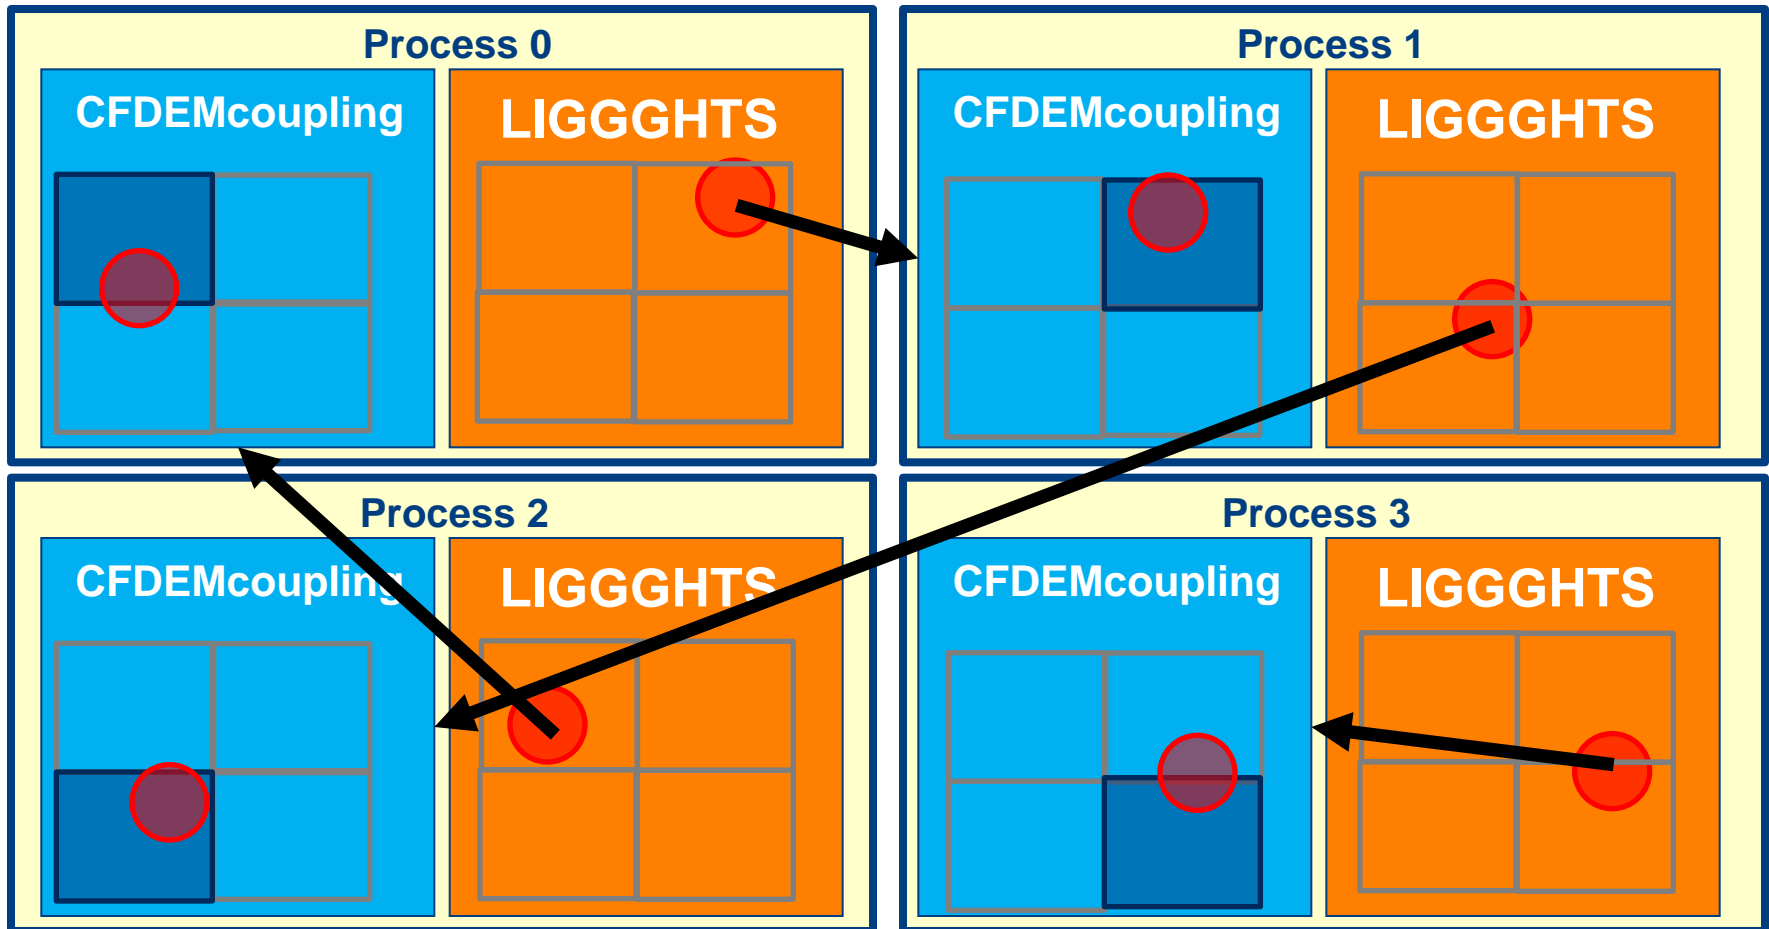 Process 0
CFDEMcoupling
LIGGGHTS
Process 1
CFDEMcoupling
LIGGGHTS
Process 2
CFDEMcoupling
LIGGGHTS
Process 3
CFDEMcoupling
LIGGGHTS